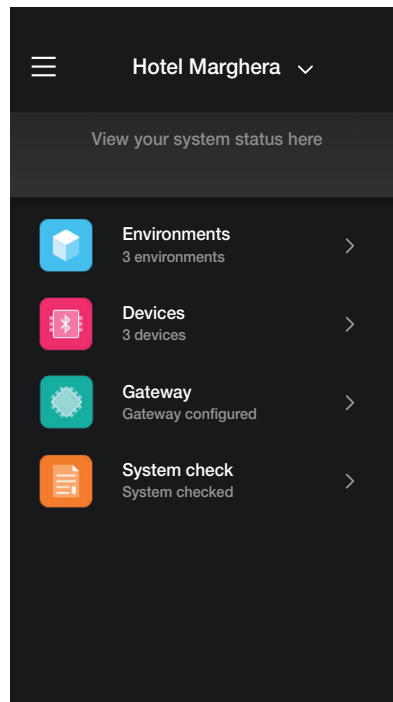 Hotel Marghera
View your system status here
Environments
3 environments
Devices
3 devices
Gateway
Gateway configured
System check
System checked